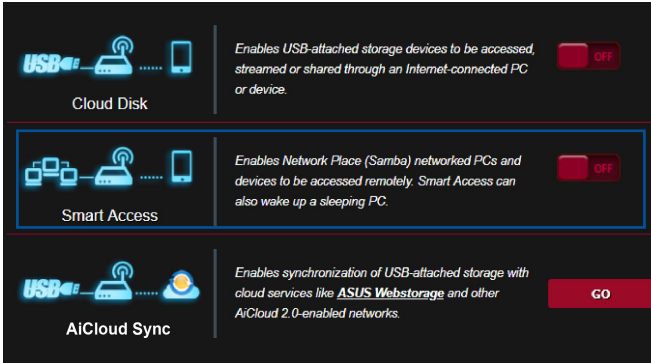 Enables USB-attached storage devices to be accessed,
USB
streamed or shared through an Internet-connected PC
OFF
or device.
Cloud Disk
Enables Network Place (Samba) networked PCs and
devices to be accessed remotely. Smart Access can
OFF
also wake up a sleeping PC.
Smart Access
Enables synchronization of USB-attached storage with
USB
cloud services like ASUS Webstorage and other
GO
AiCloud 2.0-enabled networks.
AiCloud Sync